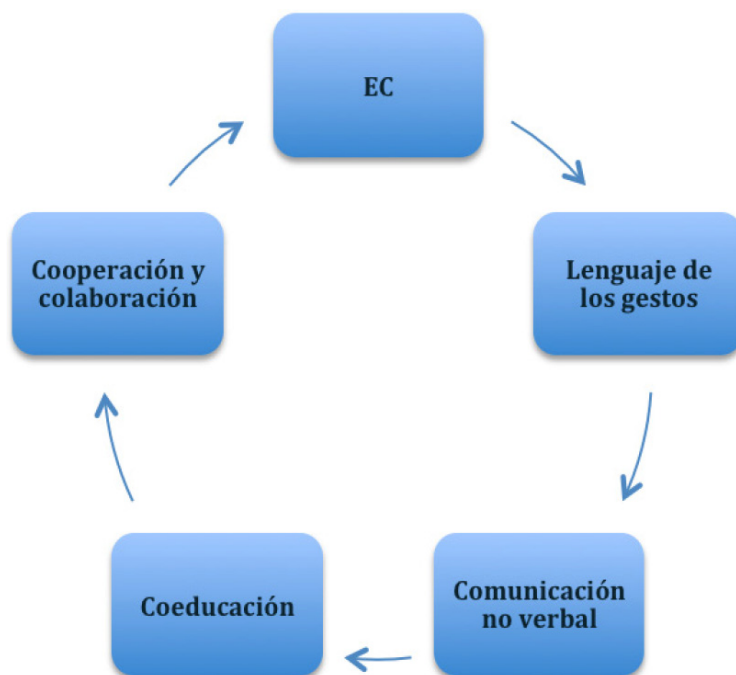 EC
Lenguaje de
los gestos
Comunicación
no verbal
Coeducación
Cooperación y
colaboración